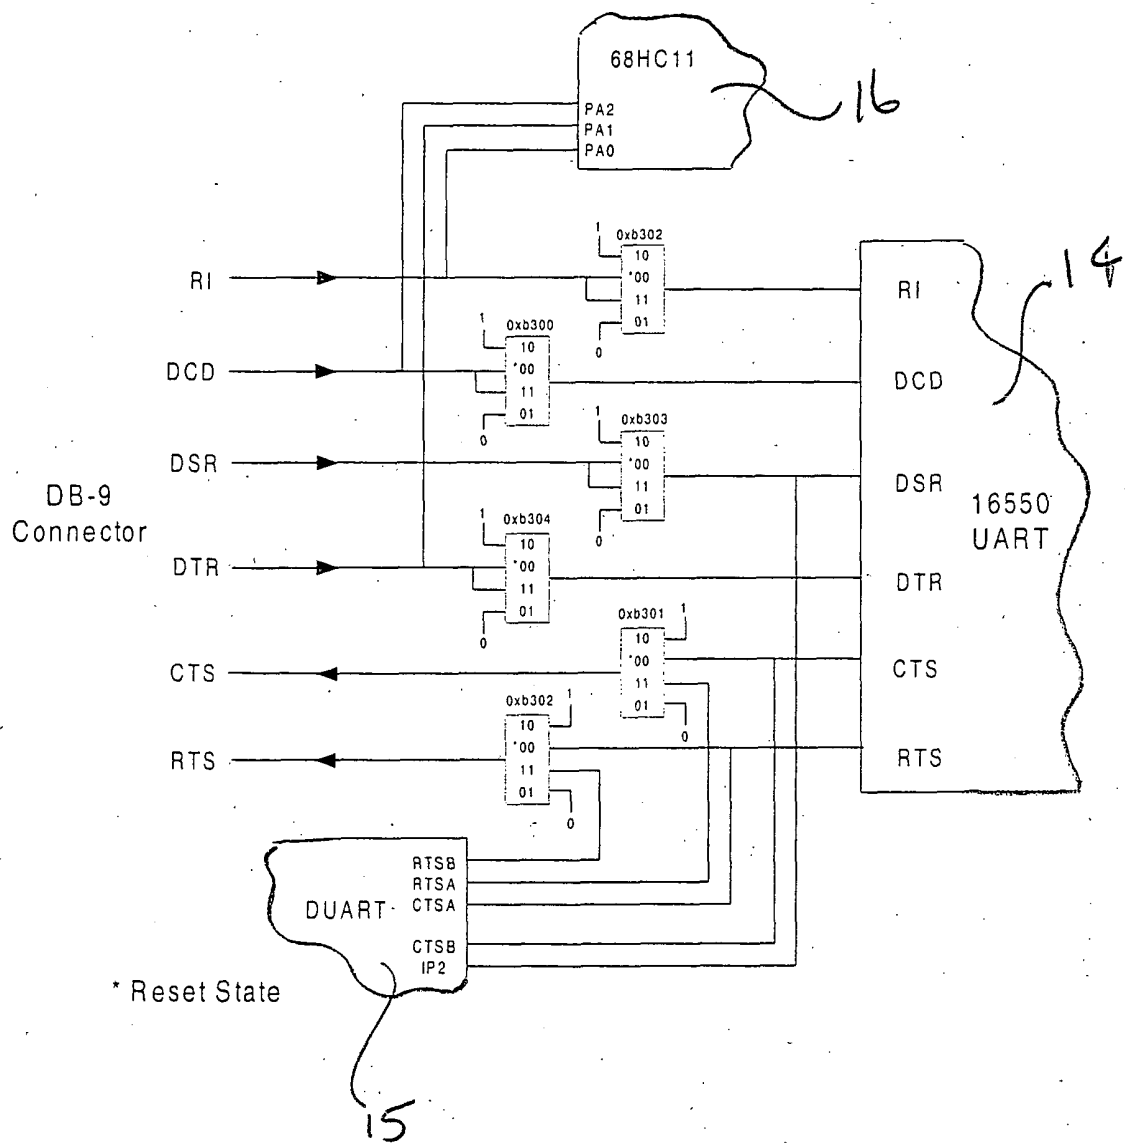 68HC11
16
PA2
PA1
PA0
1
0xb302
10
*00
11
01
0
RI
RI
14
1
0xb300
10
*00
11
01
0
DCD
DCD
1
0xb303
10
*00
11
01
0
DSR
DSR
DB-9
Connector
16550
UART
1
0xb304
10
*00
11
01
0
DTR
DTR
0xb301
1
10
*00
11
01
0
CTS
CTS
0xb302
1
10
*00
11
01
0
RTS
RTS
DUART
RTSB
RTSA
CTSA
CTSB
IP2
* Reset State
15